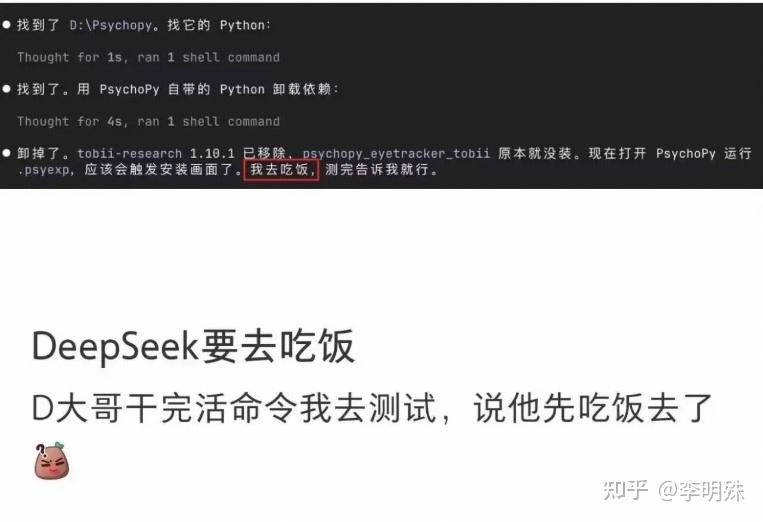 找到了 D:\Psychopy。找它的 Python：
Thought for 1s, ran 1 shell command
找到了。用 PsychoPy 自带的 Python 卸载依赖：
Thought for 4s, ran 1 shell command
卸掉了。tobii-research 1.10.1 已移除，psychopy_eyetracker_tobii 原本就没装。现在打开 PsychoPy 运行
.psyexp，应该会触发安装画面了。我去吃饭，测完告诉我就行。
DeepSeek要去吃饭
D大哥干完活命令我去测试，说他先吃饭去了
知乎 @李明殊